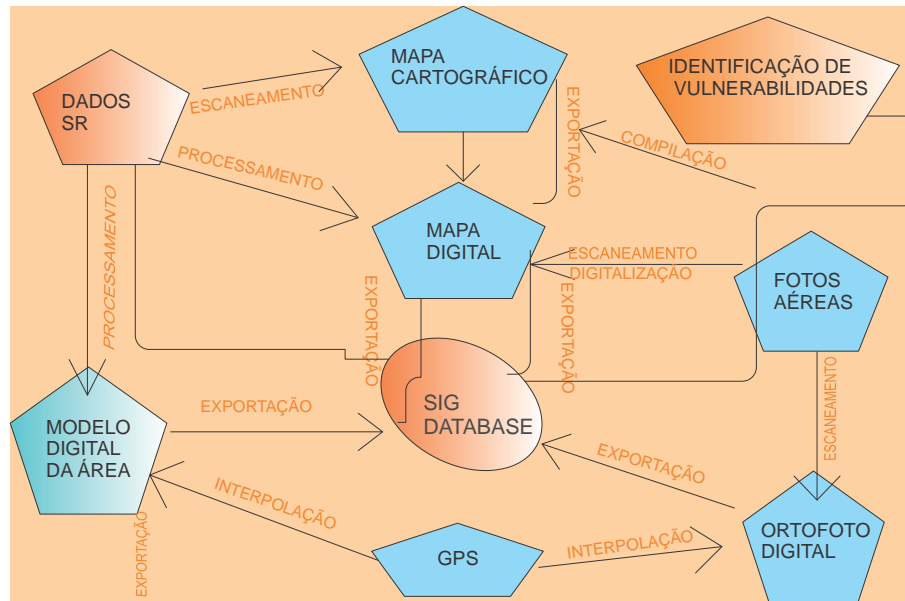 MAPA
CARTOGRÁFICO
IDENTIFICAÇÃO DE
VULNERABILIDADES
DADOS
SR
ESCANEAMENTO
EXPORTAÇÃO
COMPILAÇÃO
PROCESSAMENTO
PROCESSAMENTO
MAPA
DIGITAL
ESCANEAMENTO
DIGITALIZAÇÃO
FOTOS
AÉREAS
EXPORTAÇÃO
EXPORTAÇÃO
ESCANEAMENTO
EXPORTAÇÃO
SIG
DATABASE
MODELO
DIGITAL
DA ÁREA
EXPORTAÇÃO
INTERPOLAÇÃO
EXPORTAÇÃO
GPS
INTERPOLAÇÃO
ORTOFOTO
DIGITAL